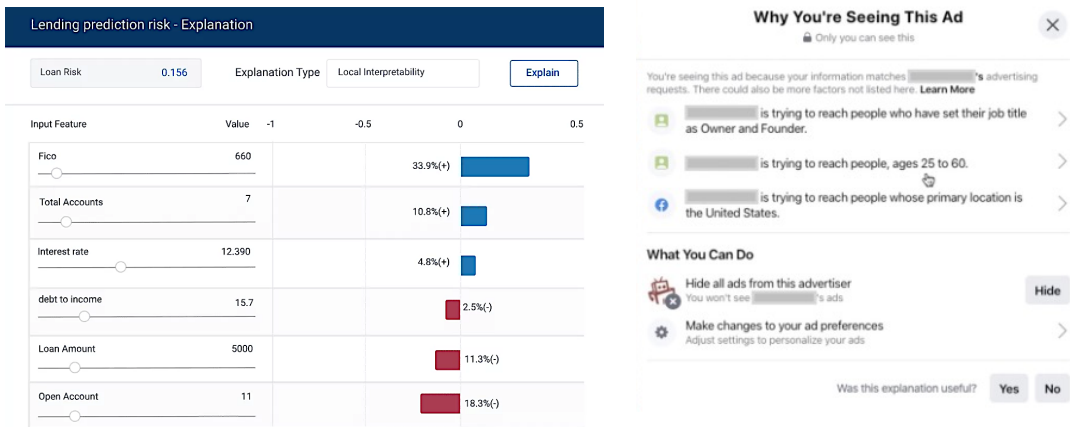 Lending prediction risk - Explanation
Loan Risk 0.156 Explanation Type Local Interpretability Explain
Input Feature Value -1 -0.5 0 0.5
Fico 660 33.9%(+)
Total Accounts 7 10.8%(+)
Interest rate 12.390 4.8%(+)
debt to income 15.7 2.5%(-)
Loan Amount 5000 11.3%(-)
Open Account 11 18.3%(-)
Why You're Seeing This Ad
Only you can see this
You're seeing this ad because your information matches 's advertising
requests. There could also be more factors not listed here. Learn More
is trying to reach people who have set their job title
as Owner and Founder.
is trying to reach people, ages 25 to 60.
is trying to reach people whose primary location is
the United States.
What You Can Do
Hide all ads from this advertiser
You won't see 's ads
Hide
Make changes to your ad preferences
Adjust settings to personalize your ads
Was this explanation useful? Yes No